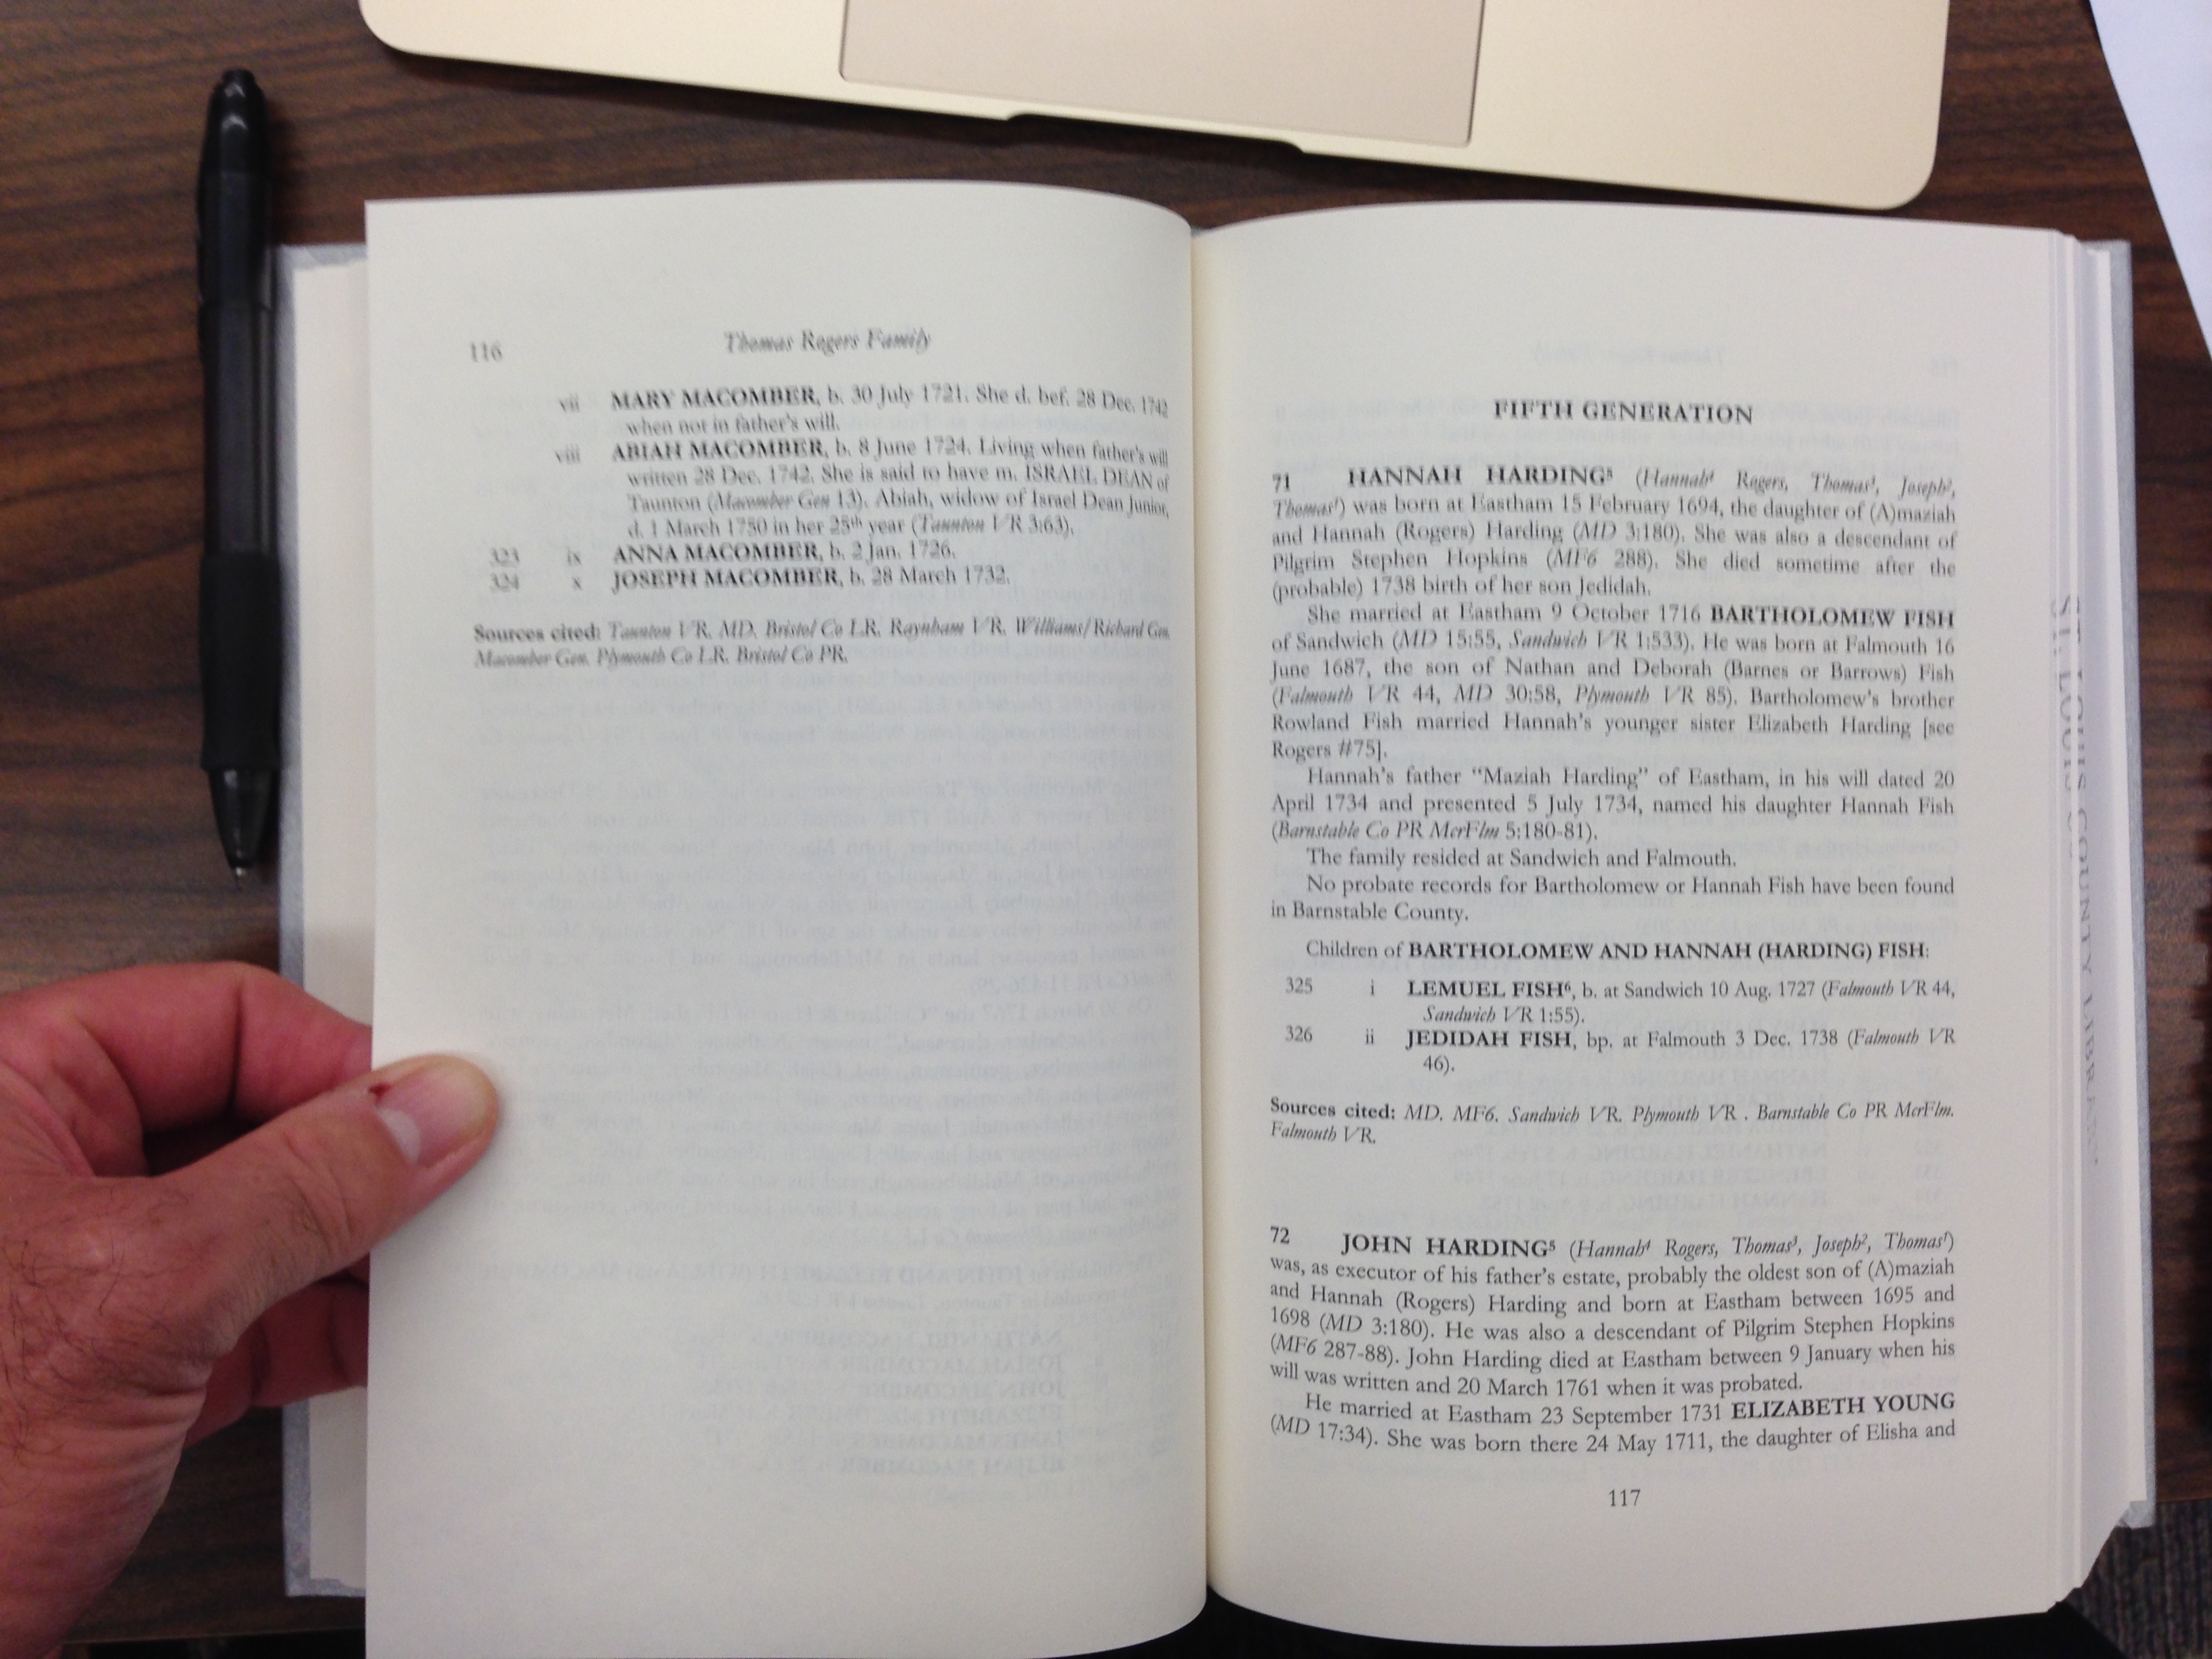 116
Thomas Rogers Family
vii MARY MACOMBER, b. 30 July 1721. She d. bef. 28 Dec. 1742
when not in father's will.
viii ABIAH MACOMBER, b. 8 June 1724. Living when father's will
written 28 Dec. 1742. She is said to have m. ISRAEL DEAN of
Taunton (Macomber Gen 13). Abiah, widow of Israel Dean Junior,
d. 1 March 1750 in her 25th year (Taunton VR 3:63).
323 ix ANNA MACOMBER, b. 2 Jan. 1726.
324 x JOSEPH MACOMBER, b. 28 March 1732.
Sources cited: Taunton VR. MD. Bristol Co LR. Raynham VR. Williams/Richard Gen.
Macomber Gen. Plymouth Co LR. Bristol Co PR.
FIFTH GENERATION
71 HANNAH HARDING⁵ (Hannah⁴ Rogers, Thomas³, Joseph²,
Thomas¹) was born at Eastham 15 February 1694, the daughter of (A)maziah
and Hannah (Rogers) Harding (MD 3:180). She was also a descendant of
Pilgrim Stephen Hopkins (MF6 288). She died sometime after the
(probable) 1738 birth of her son Jedidah.
She married at Eastham 9 October 1716 BARTHOLOMEW FISH
of Sandwich (MD 15:55, Sandwich VR 1:533). He was born at Falmouth 16
June 1687, the son of Nathan and Deborah (Barnes or Barrows) Fish
(Falmouth VR 44, MD 30:58, Plymouth VR 85). Bartholomew's brother
Rowland Fish married Hannah's younger sister Elizabeth Harding [see
Rogers #75].
Hannah's father "Maziah Harding" of Eastham, in his will dated 20
April 1734 and presented 5 July 1734, named his daughter Hannah Fish
(Barnstable Co PR McrFlm 5:180-81).
The family resided at Sandwich and Falmouth.
No probate records for Bartholomew or Hannah Fish have been found
in Barnstable County.
Children of BARTHOLOMEW AND HANNAH (HARDING) FISH:
325 i LEMUEL FISH⁶, b. at Sandwich 10 Aug. 1727 (Falmouth VR 44,
Sandwich VR 1:55).
326 ii JEDIDAH FISH, bp. at Falmouth 3 Dec. 1738 (Falmouth VR
46).
Sources cited: MD. MF6. Sandwich VR. Plymouth VR . Barnstable Co PR McrFlm.
Falmouth VR.
72 JOHN HARDING⁵ (Hannah⁴ Rogers, Thomas³, Joseph², Thomas¹)
was, as executor of his father's estate, probably the oldest son of (A)maziah
and Hannah (Rogers) Harding and born at Eastham between 1695 and
1698 (MD 3:180). He was also a descendant of Pilgrim Stephen Hopkins
(MF6 287-88). John Harding died at Eastham between 9 January when his
will was written and 20 March 1761 when it was probated.
He married at Eastham 23 September 1731 ELIZABETH YOUNG
(MD 17:34). She was born there 24 May 1711, the daughter of Elisha and
117
ST. LOUIS COUNTY LIBRARY